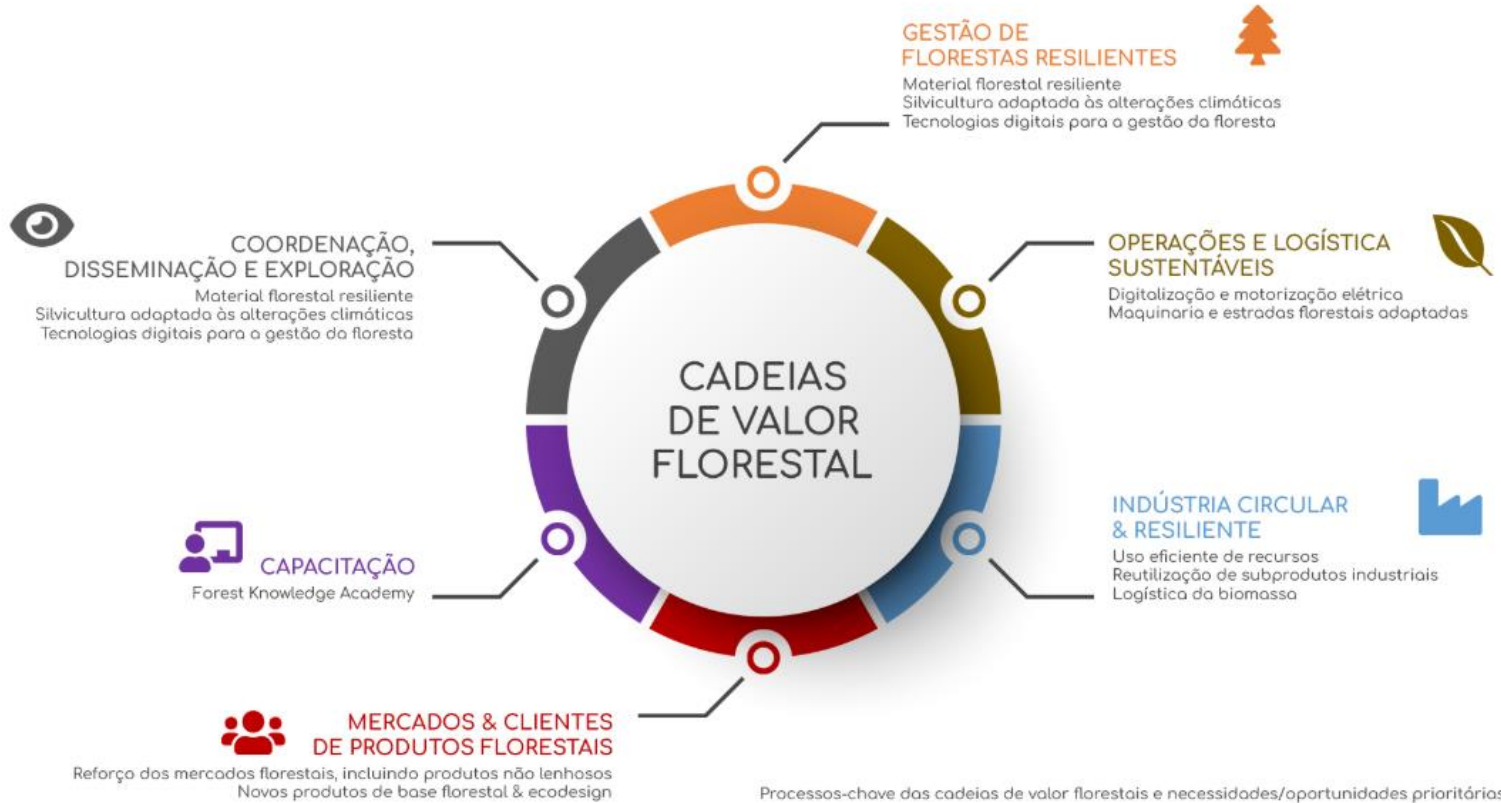 GESTÃO DE
FLORESTAS RESILIENTES
Material florestal resiliente
Silvicultura adaptada às alterações climáticas
Tecnologias digitais para a gestão da floresta
COORDENAÇÃO,
DISSEMINAÇÃO E EXPLORAÇÃO
Material florestal resiliente
Silvicultura adaptada às alterações climáticas
Tecnologias digitais para a gestão da floresta
OPERAÇÕES E LOGÍSTICA
SUSTENTÁVEIS
Digitalização e motorização elétrica
Maquinaria e estradas florestais adaptadas
CADEIAS
DE VALOR
FLORESTAL
INDÚSTRIA CIRCULAR
& RESILIENTE
Uso eficiente de recursos
Reutilização de subprodutos industriais
Logística da biomassa
CAPACITAÇÃO
Forest Knowledge Academy
MERCADOS & CLIENTES
DE PRODUTOS FLORESTAIS
Reforço dos mercados florestais, incluindo produtos não lenhosos
Novos produtos de base florestal & ecodesign
Processos-chave das cadeias de valor florestais e necessidades/oportunidades prioritárias